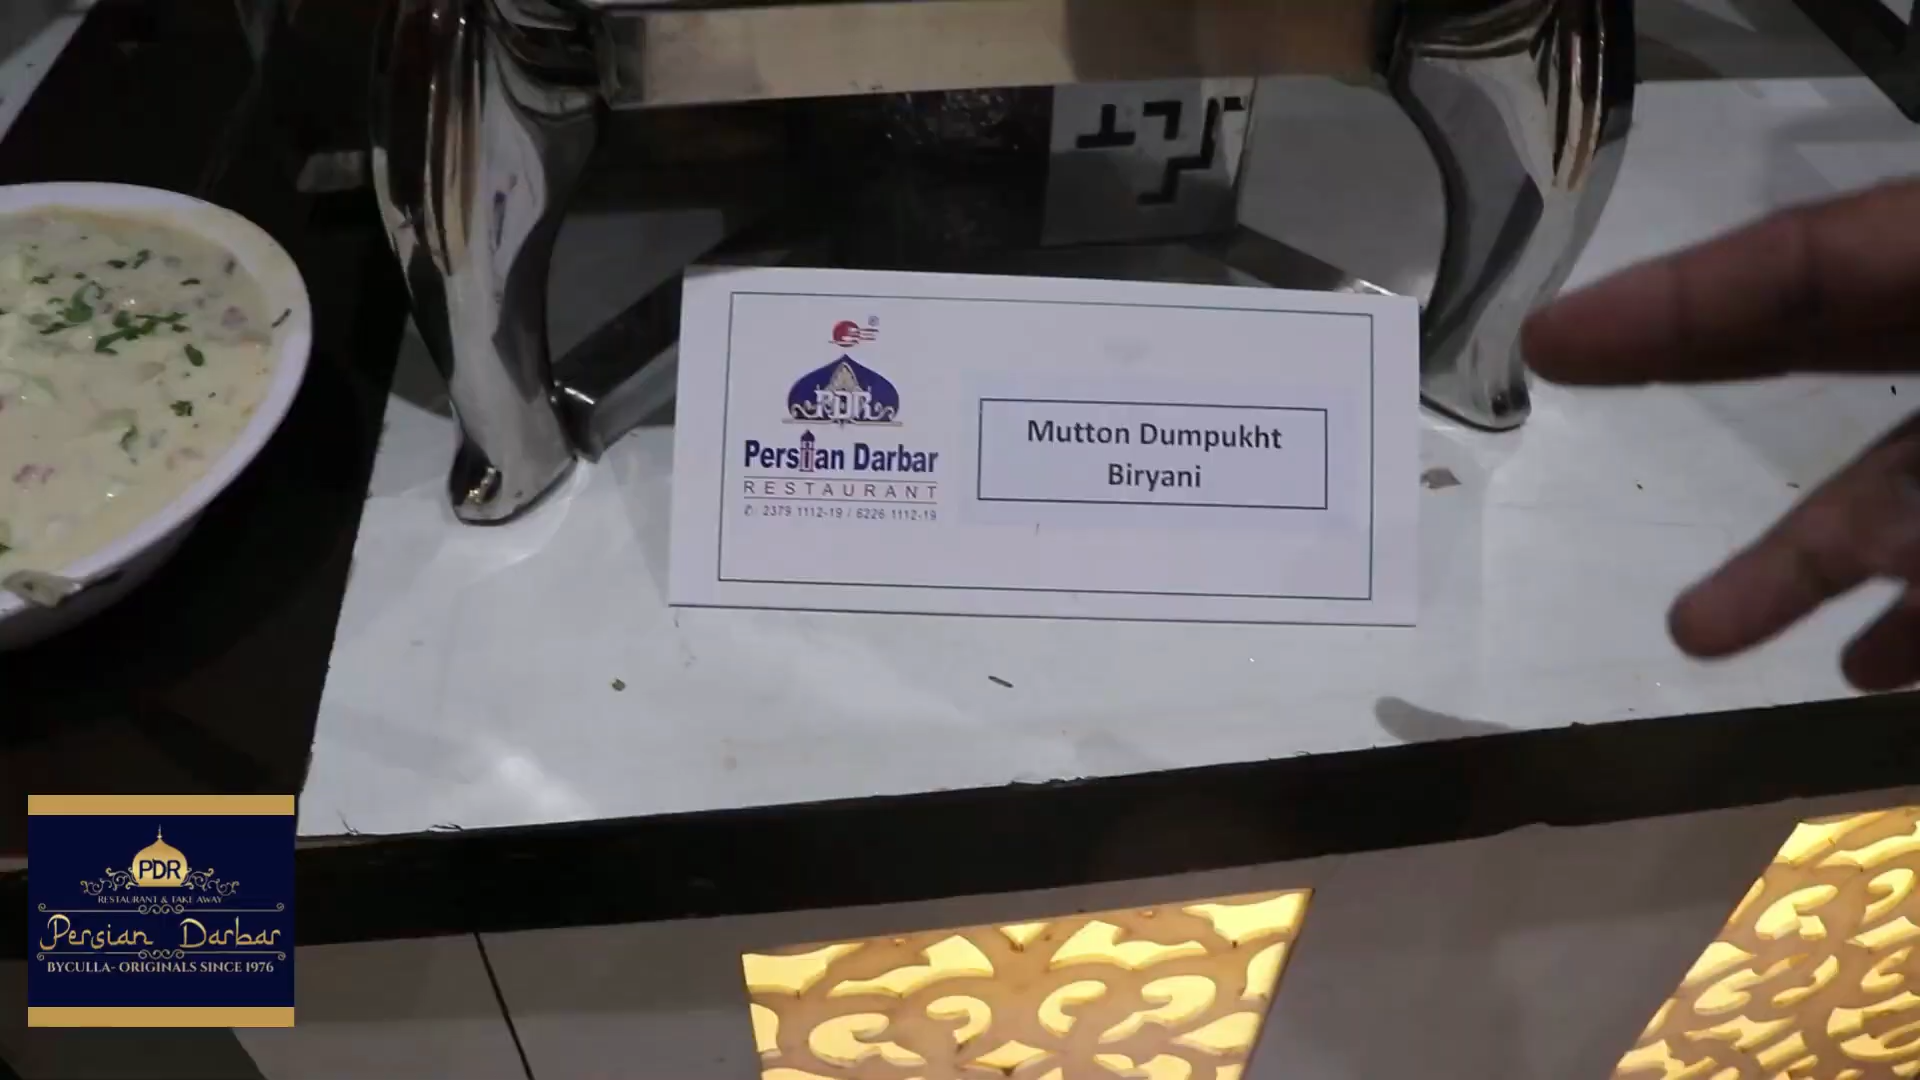 PDR
Persian Darbar
RESTAURANT
✆: 2379 1112-19 / 6226 1112-19
Mutton Dumpukht
Biryani
PDR
RESTAURANT & TAKE AWAY
Persian Darbar
BYCULLA- ORIGINALS SINCE 1976